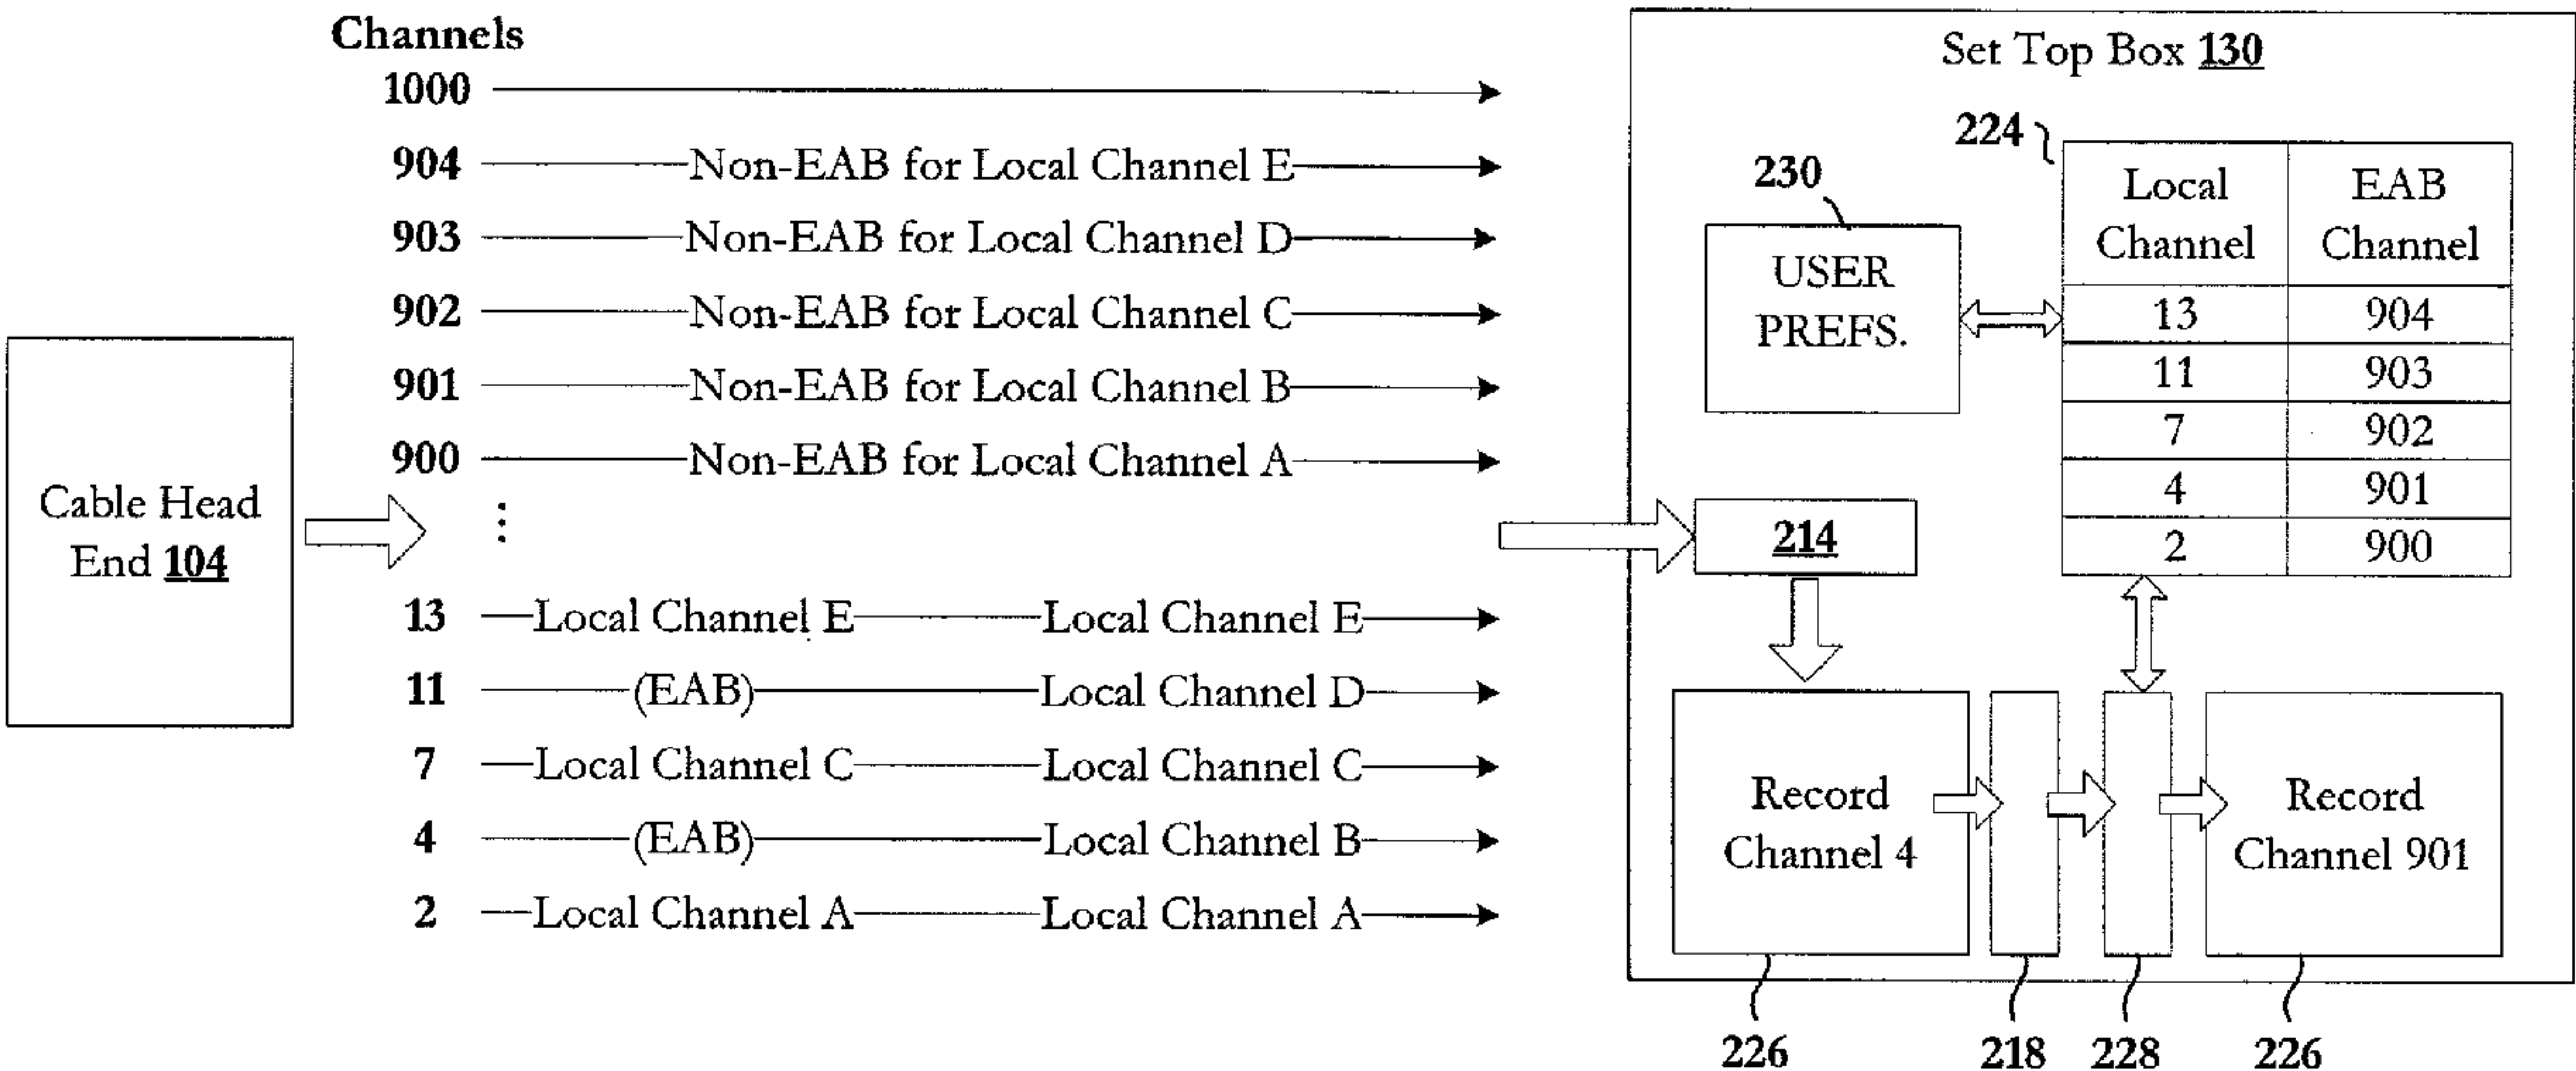 Channels
1000
904 Non-EAB for Local Channel E
903 Non-EAB for Local Channel D
902 Non-EAB for Local Channel C
901 Non-EAB for Local Channel B
900 Non-EAB for Local Channel A
⋮
13 Local Channel E Local Channel E
11 (EAB) Local Channel D
7 Local Channel C Local Channel C
4 (EAB) Local Channel B
2 Local Channel A Local Channel A
Cable Head
End 104
Set Top Box 130
224
230
USER
PREFS.
Local
Channel
EAB
Channel
13 904
11 903
7 902
4 901
2 900
214
Record
Channel 4
Record
Channel 901
226 218 228 226